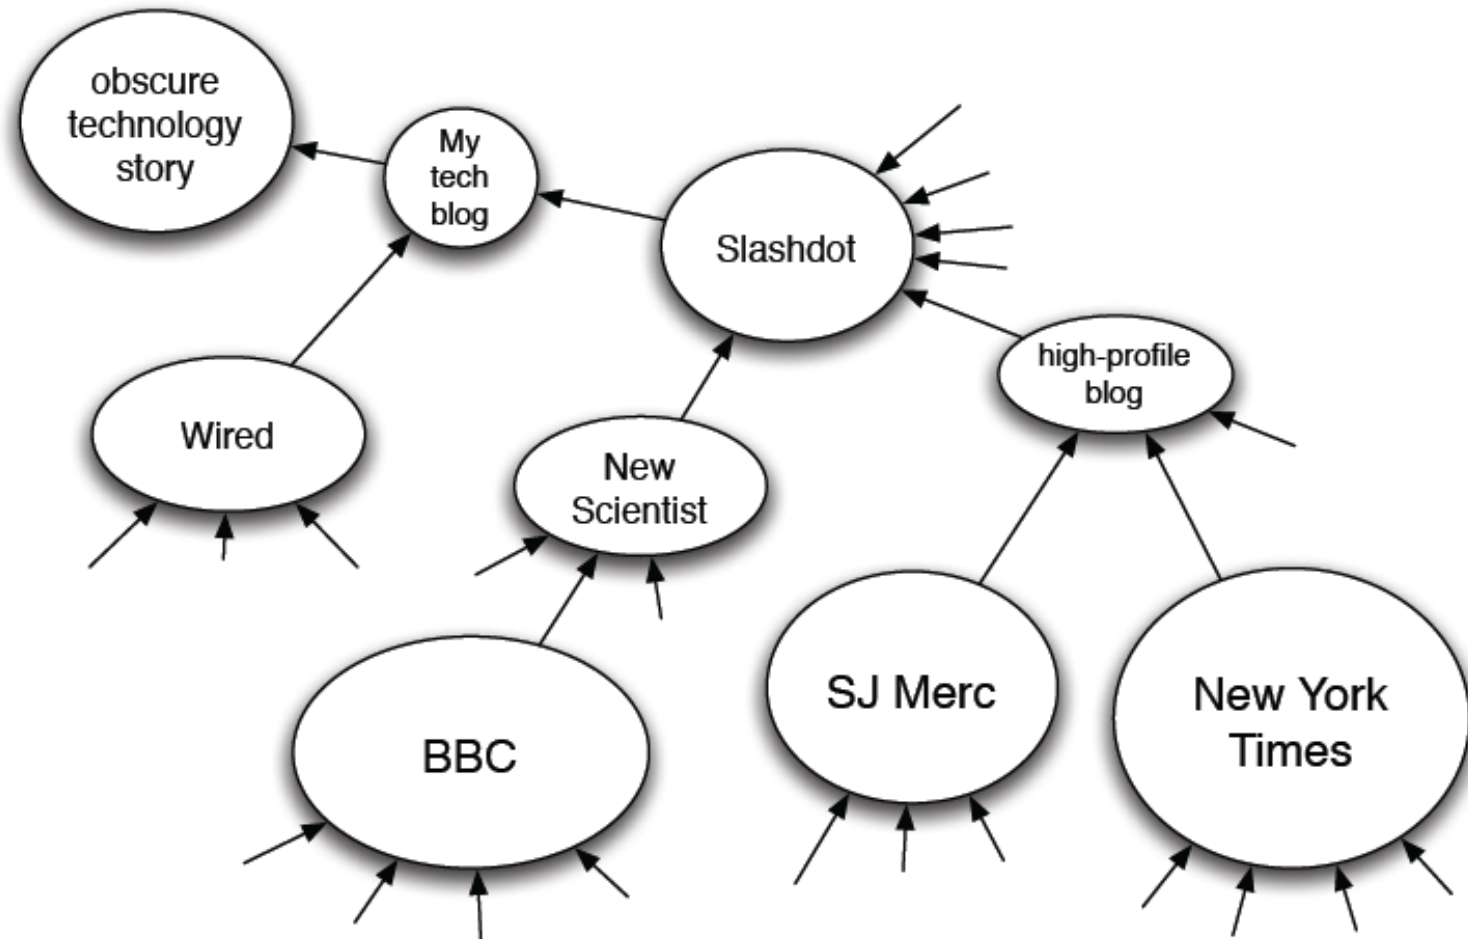 obscure
technology
story
My
tech
blog
Slashdot
high-profile
blog
Wired
New
Scientist
SJ Merc
New York
Times
BBC